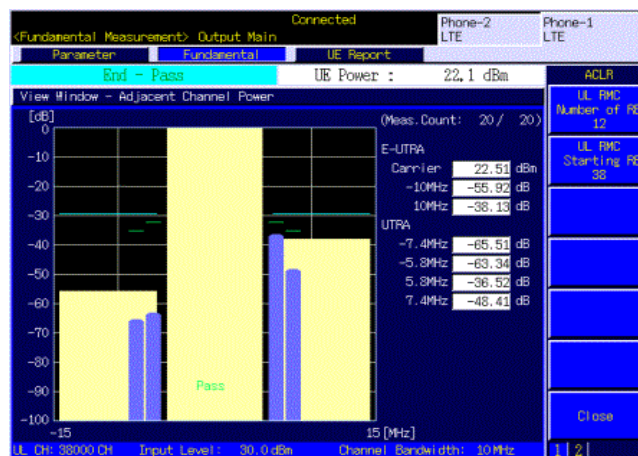 Connected
Phone-2 LTE
Phone-1 LTE
<Fundamental Measurement> Output Main
Parameter Fundamental UE Report
End - Pass UE Power : 22.1 dBm
ACLR
View Window - Adjacent Channel Power
[dB]
(Meas.Count: 20/ 20)
0
-10
-20
-30
-40
-50
-60
-70
-80
-90
-100
-15 15[MHz]
Pass
E-UTRA
Carrier 22.51 dBm
-10MHz -55.92 dB
10MHz -38.13 dB
UTRA
-7.4MHz -65.51 dB
-5.8MHz -63.34 dB
5.8MHz -36.52 dB
7.4MHz -48.41 dB
UL RMC
Number of RB
12
UL RMC
Starting RB
38
Close
UL CH: 38000 CH Input Level: 30.0 dBm Channel Bandwidth: 10 MHz
1 2